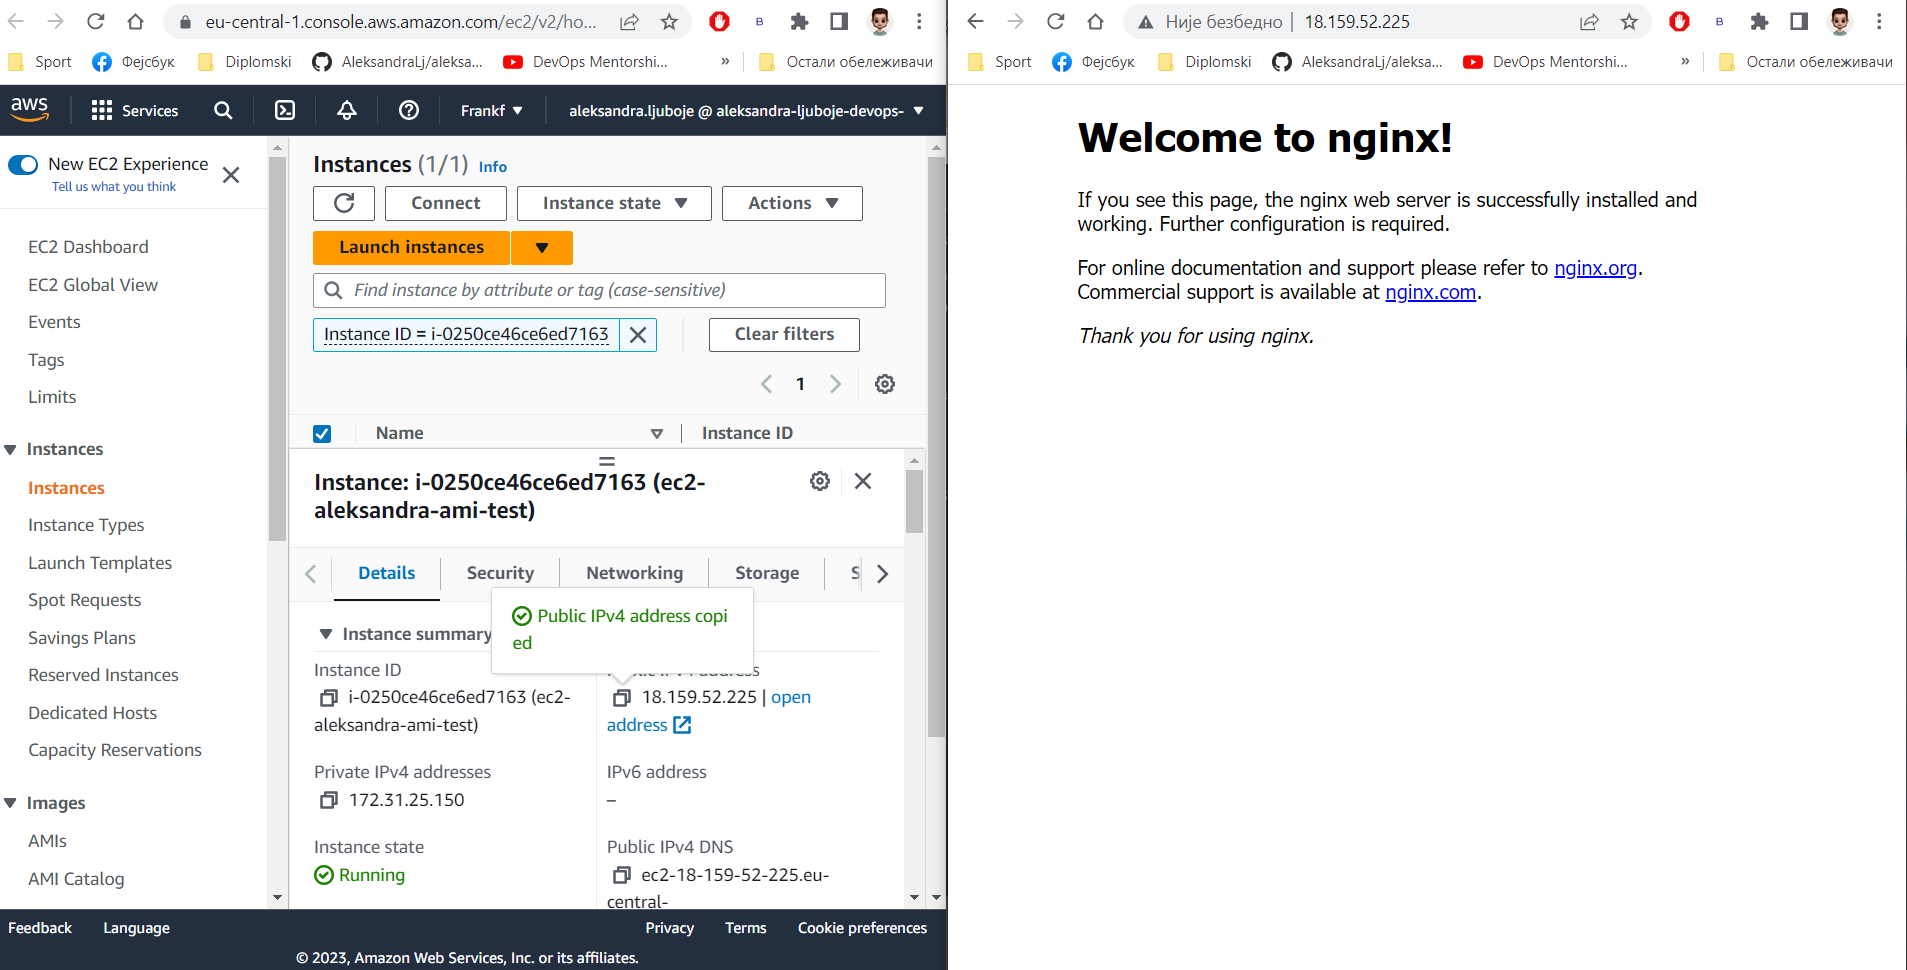 eu-central-1.console.aws.amazon.com/ec2/v2/ho...
B
Sport
Фејсбук
Diplomski
AleksandraLj/aleksa...
DevOps Mentorshi...
»
Остали обележивачи
aws
Services
Frankf
aleksandra.ljuboje @ aleksandra-ljuboje-devops-
New EC2 Experience
Tell us what you think
EC2 Dashboard
EC2 Global View
Events
Tags
Limits
Instances
Instances
Instance Types
Launch Templates
Spot Requests
Savings Plans
Reserved Instances
Dedicated Hosts
Capacity Reservations
Images
AMIs
AMI Catalog
Instances (1/1) Info
Connect
Instance state
Actions
Launch instances
Find instance by attribute or tag (case-sensitive)
Instance ID = i-0250ce46ce6ed7163
Clear filters
1
Name
Instance ID
Instance: i-0250ce46ce6ed7163 (ec2-
aleksandra-ami-test)
Details
Security
Networking
Storage
Public IPv4 address copi
ed
Instance summary
Instance ID
i-0250ce46ce6ed7163 (ec2-
aleksandra-ami-test)
18.159.52.225 | open
address
Private IPv4 addresses
172.31.25.150
IPv6 address
–
Instance state
Running
Public IPv4 DNS
ec2-18-159-52-225.eu-
central-
Feedback
Language
Privacy
Terms
Cookie preferences
© 2023, Amazon Web Services, Inc. or its affiliates.
Није безбедно | 18.159.52.225
B
Sport
Фејсбук
Diplomski
AleksandraLj/aleksa...
DevOps Mentorshi...
»
Остали обележивачи
Welcome to nginx!
If you see this page, the nginx web server is successfully installed and
working. Further configuration is required.
For online documentation and support please refer to nginx.org.
Commercial support is available at nginx.com.
Thank you for using nginx.